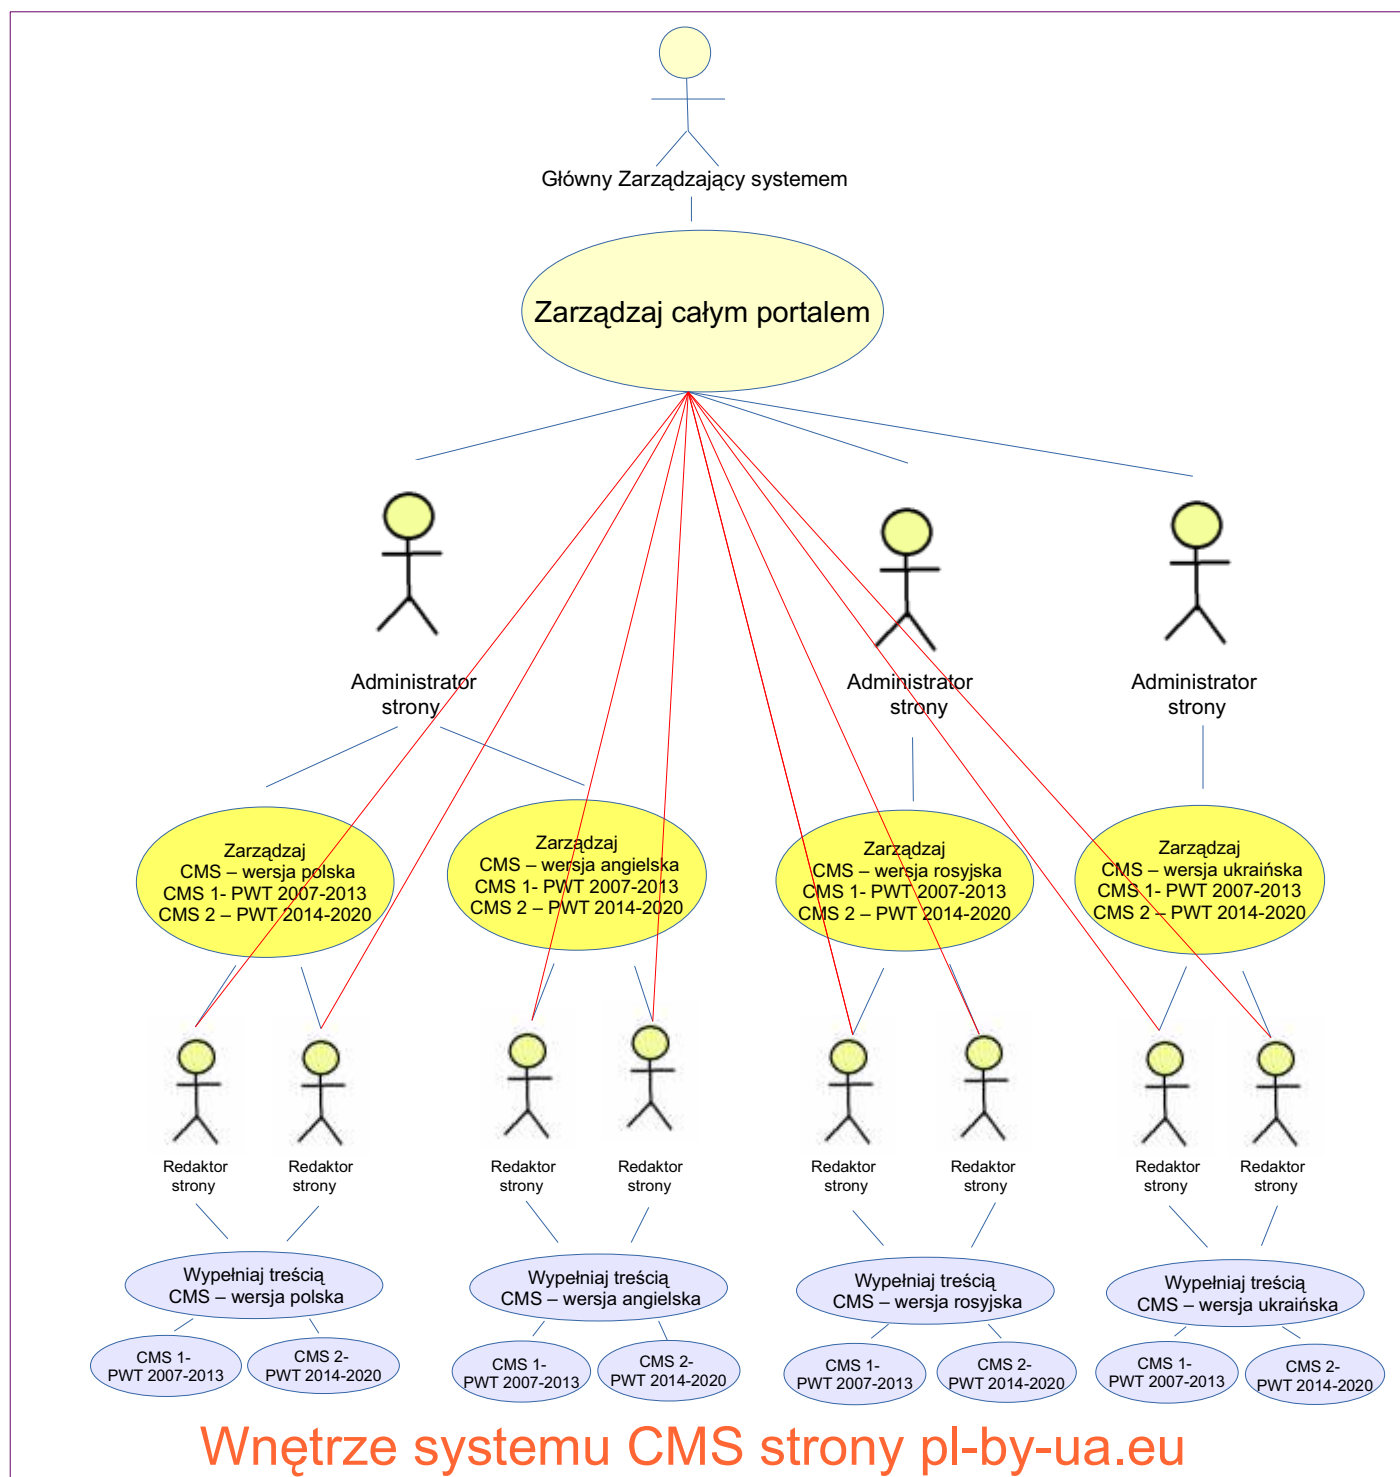 Główny Zarządzający systemem
Zarządzaj całym portalem
Administrator
strony
Administrator
strony
Administrator
strony
Zarządzaj
CMS – wersja polska
CMS 1- PWT 2007-2013
CMS 2 – PWT 2014-2020
Zarządzaj
CMS – wersja angielska
CMS 1- PWT 2007-2013
CMS 2 – PWT 2014-2020
Zarządzaj
CMS – wersja rosyjska
CMS 1- PWT 2007-2013
CMS 2 – PWT 2014-2020
Zarządzaj
CMS – wersja ukraińska
CMS 1- PWT 2007-2013
CMS 2 – PWT 2014-2020
Redaktor
strony
Redaktor
strony
Redaktor
strony
Redaktor
strony
Redaktor
strony
Redaktor
strony
Redaktor
strony
Redaktor
strony
Wypełniaj treścią
CMS – wersja polska
Wypełniaj treścią
CMS – wersja angielska
Wypełniaj treścią
CMS – wersja rosyjska
Wypełniaj treścią
CMS – wersja ukraińska
CMS 1-
PWT 2007-2013
CMS 2-
PWT 2014-2020
CMS 1-
PWT 2007-2013
CMS 2-
PWT 2014-2020
CMS 1-
PWT 2007-2013
CMS 2-
PWT 2014-2020
CMS 1-
PWT 2007-2013
CMS 2-
PWT 2014-2020
Wnętrze systemu CMS strony pl-by-ua.eu